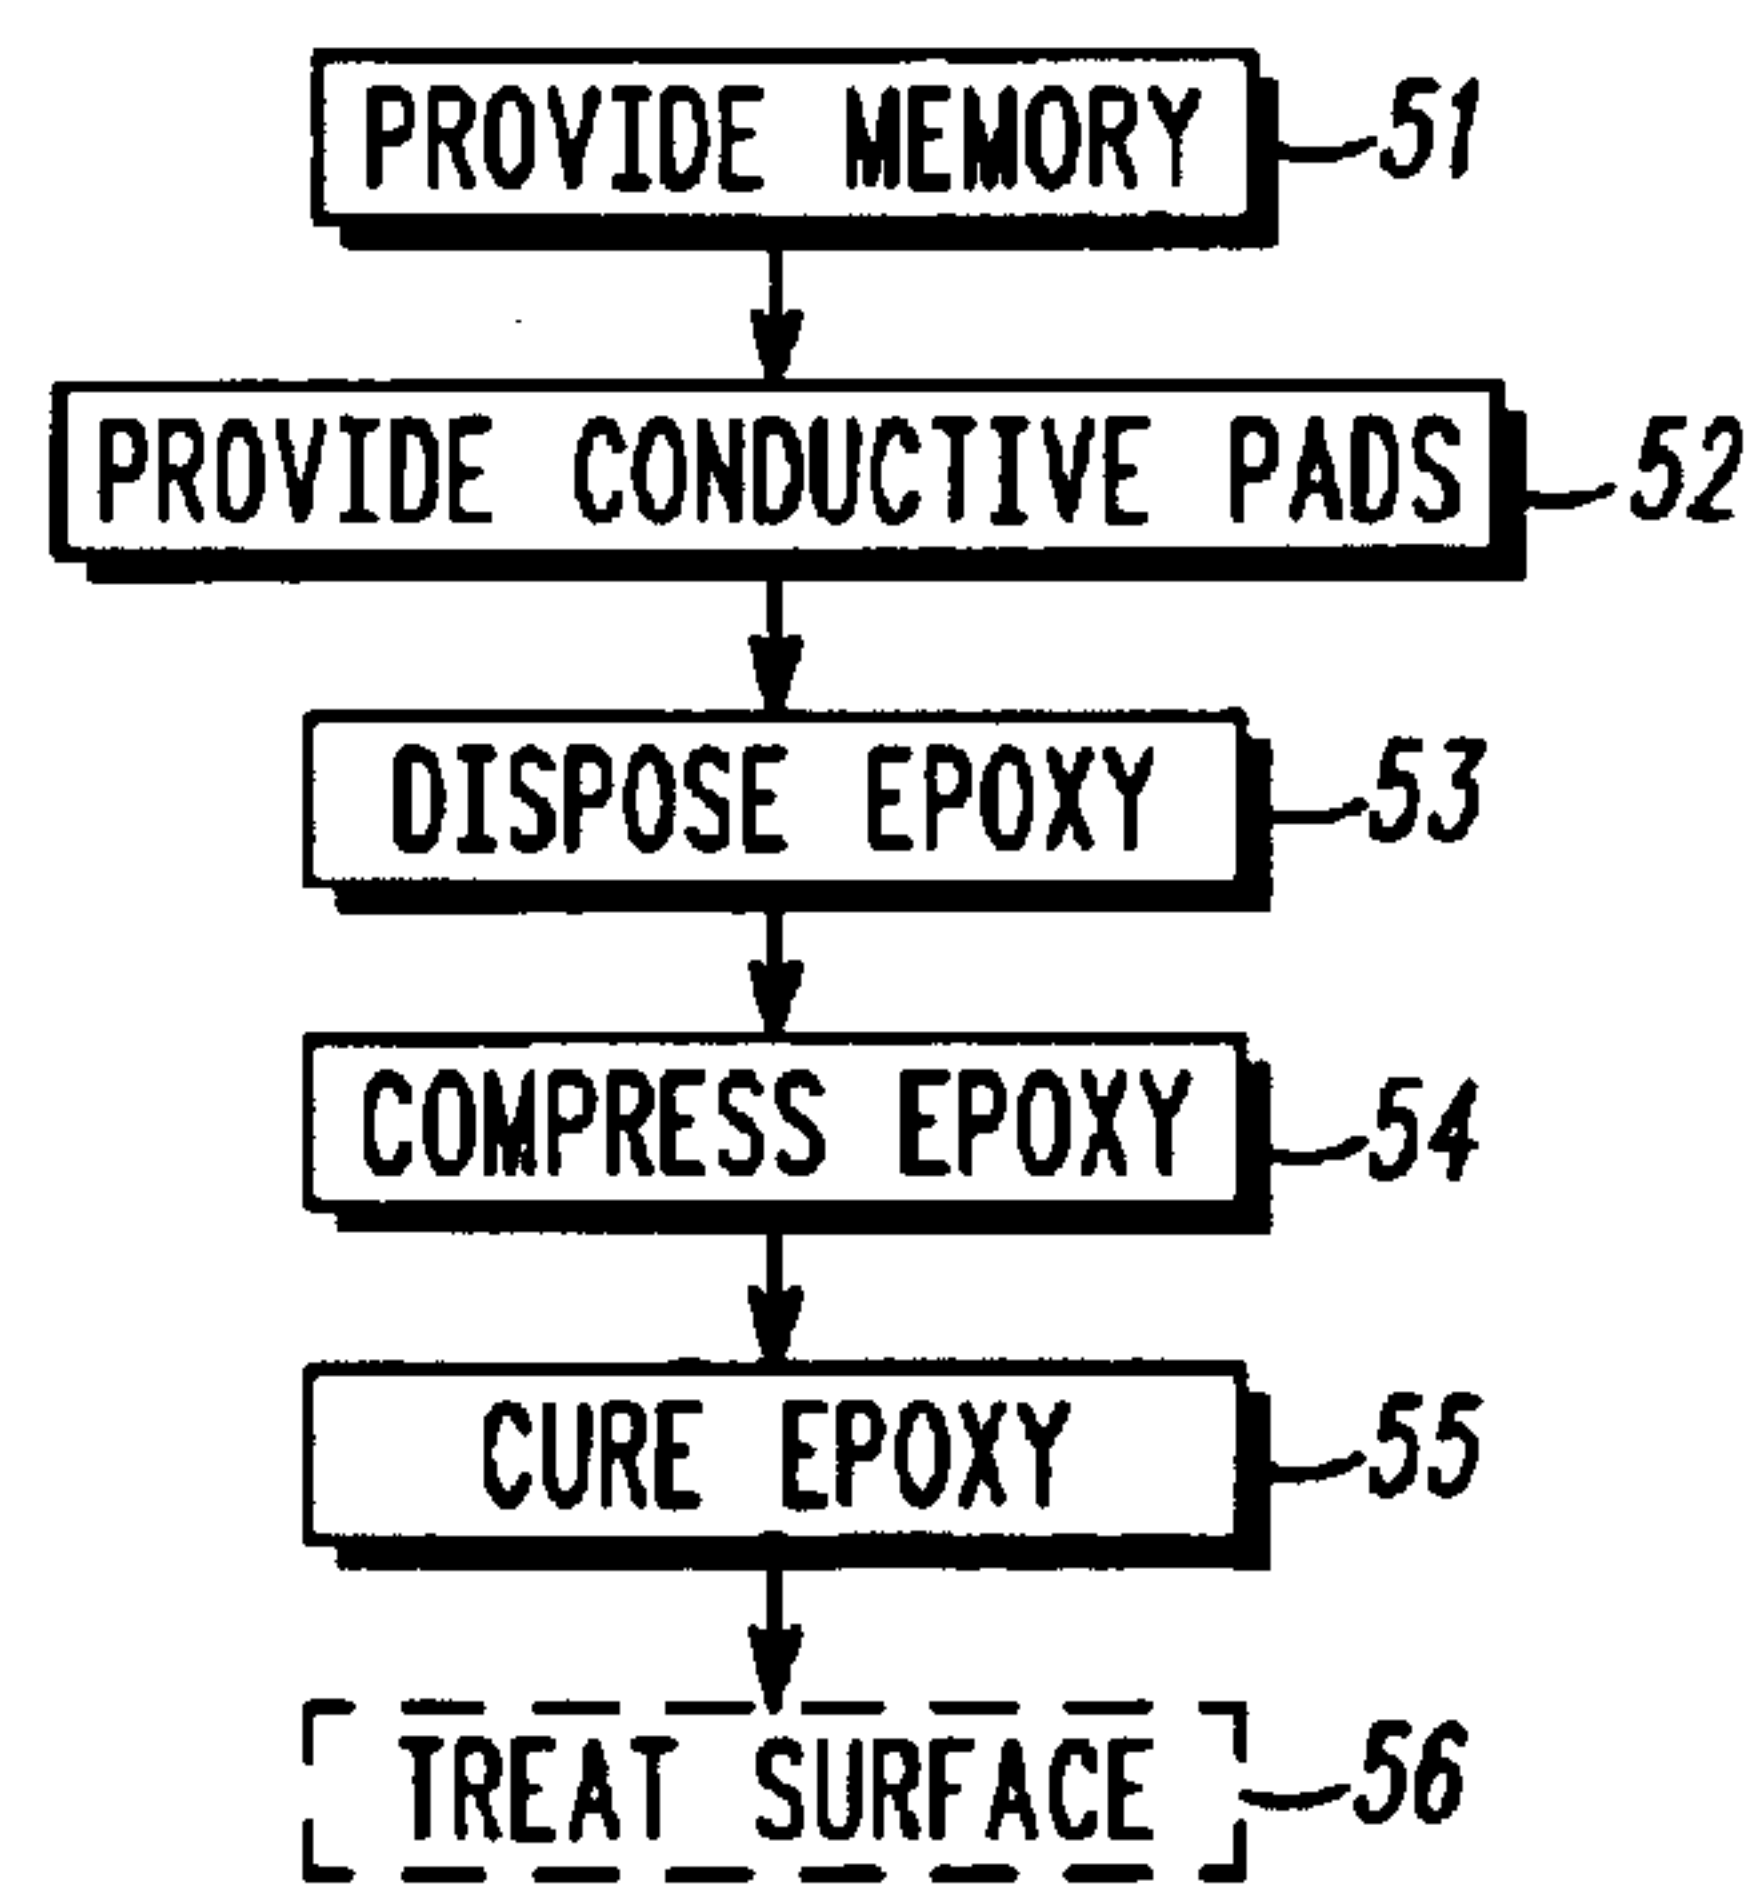 PROVIDE MEMORY 51
PROVIDE CONDUCTIVE PADS 52
DISPOSE EPOXY 53
COMPRESS EPOXY 54
CURE EPOXY 55
TREAT SURFACE 56